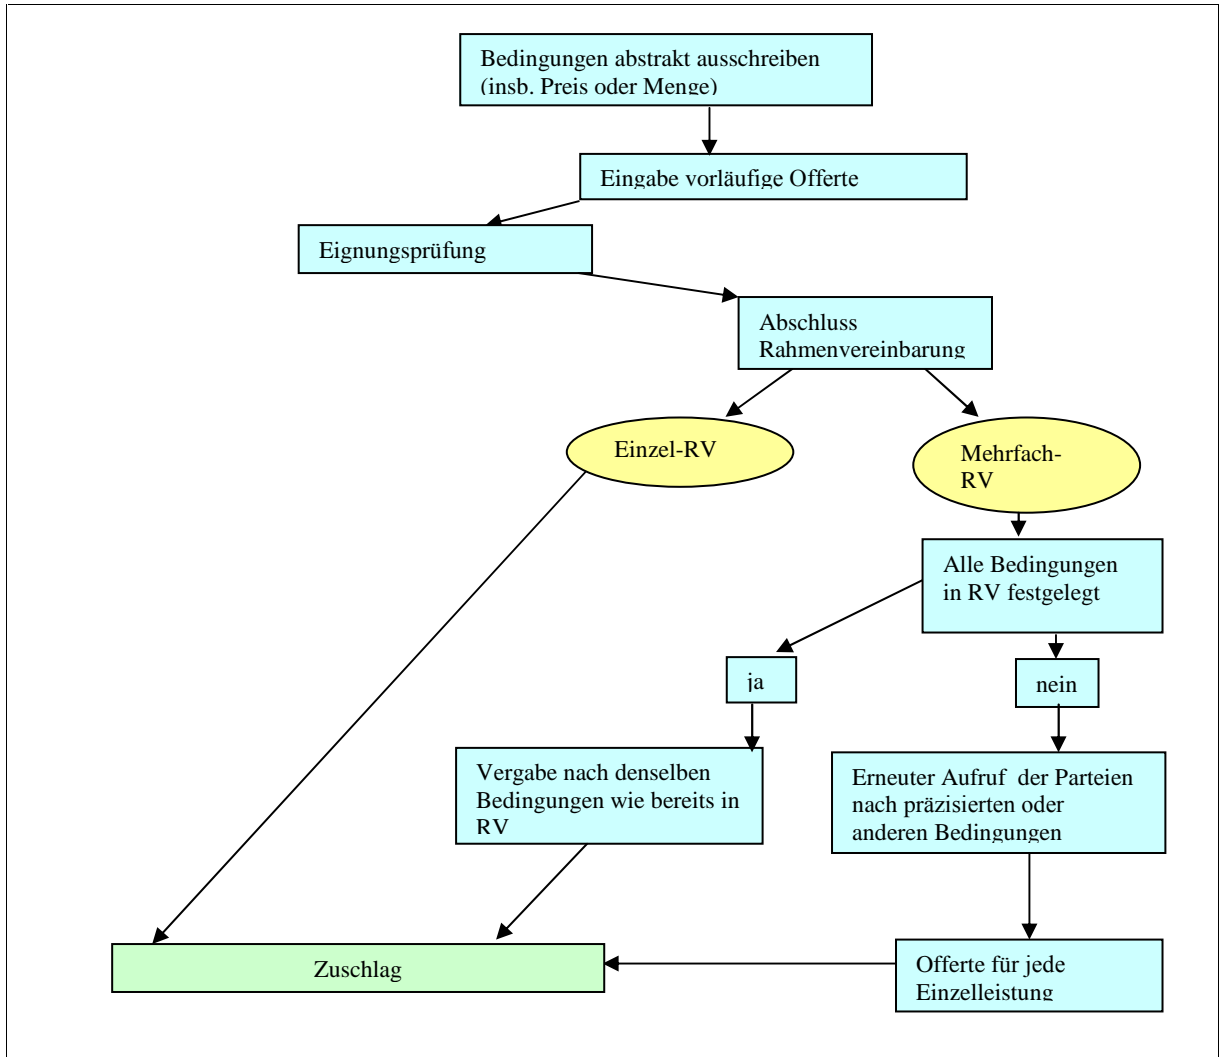 Bedingungen abstrakt ausschreiben
(insb. Preis oder Menge)
Eingabe vorläufige Offerte
Eignungsprüfung
Abschluss
Rahmenvereinbarung
Einzel-RV
Mehrfach-
RV
Alle Bedingungen
in RV festgelegt
ja
nein
Vergabe nach denselben
Bedingungen wie bereits in
RV
Erneuter Aufruf  der Parteien
nach präzisierten oder
anderen Bedingungen
Zuschlag
Offerte für jede
Einzelleistung